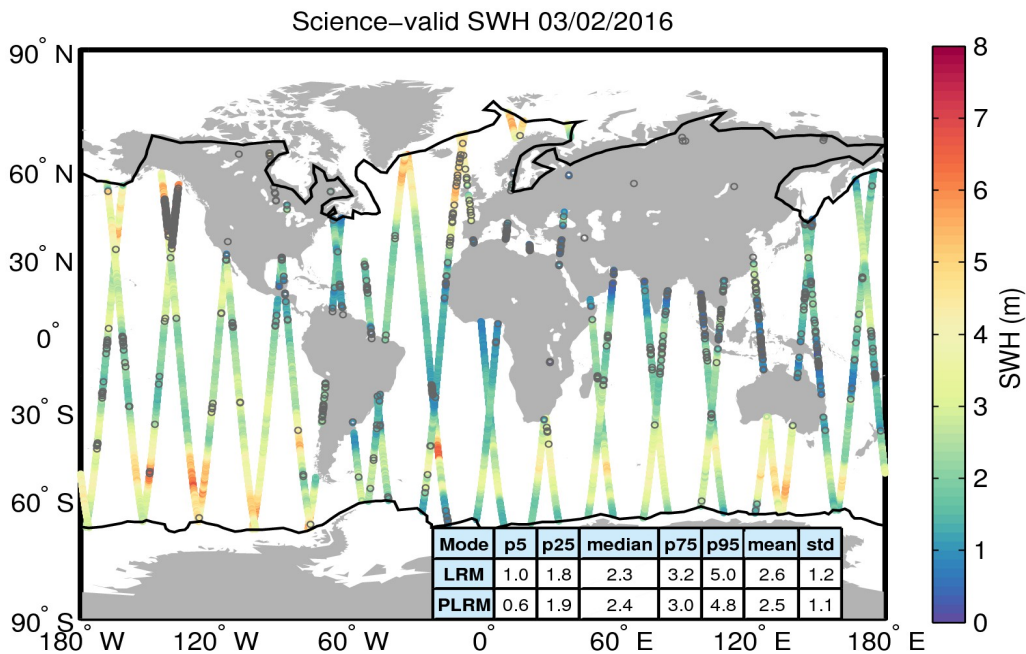 Science−valid SWH 03/02/2016
90° N
60° N
30° N
0°
30° S
60° S
90° S
180° W
120° W
60° W
0°
60° E
120° E
180° E
8
7
6
5
4
3
2
1
0
SWH (m)
Mode p5 p25 median p75 p95 mean std
LRM 1.0 1.8 2.3 3.2 5.0 2.6 1.2
PLRM 0.6 1.9 2.4 3.0 4.8 2.5 1.1